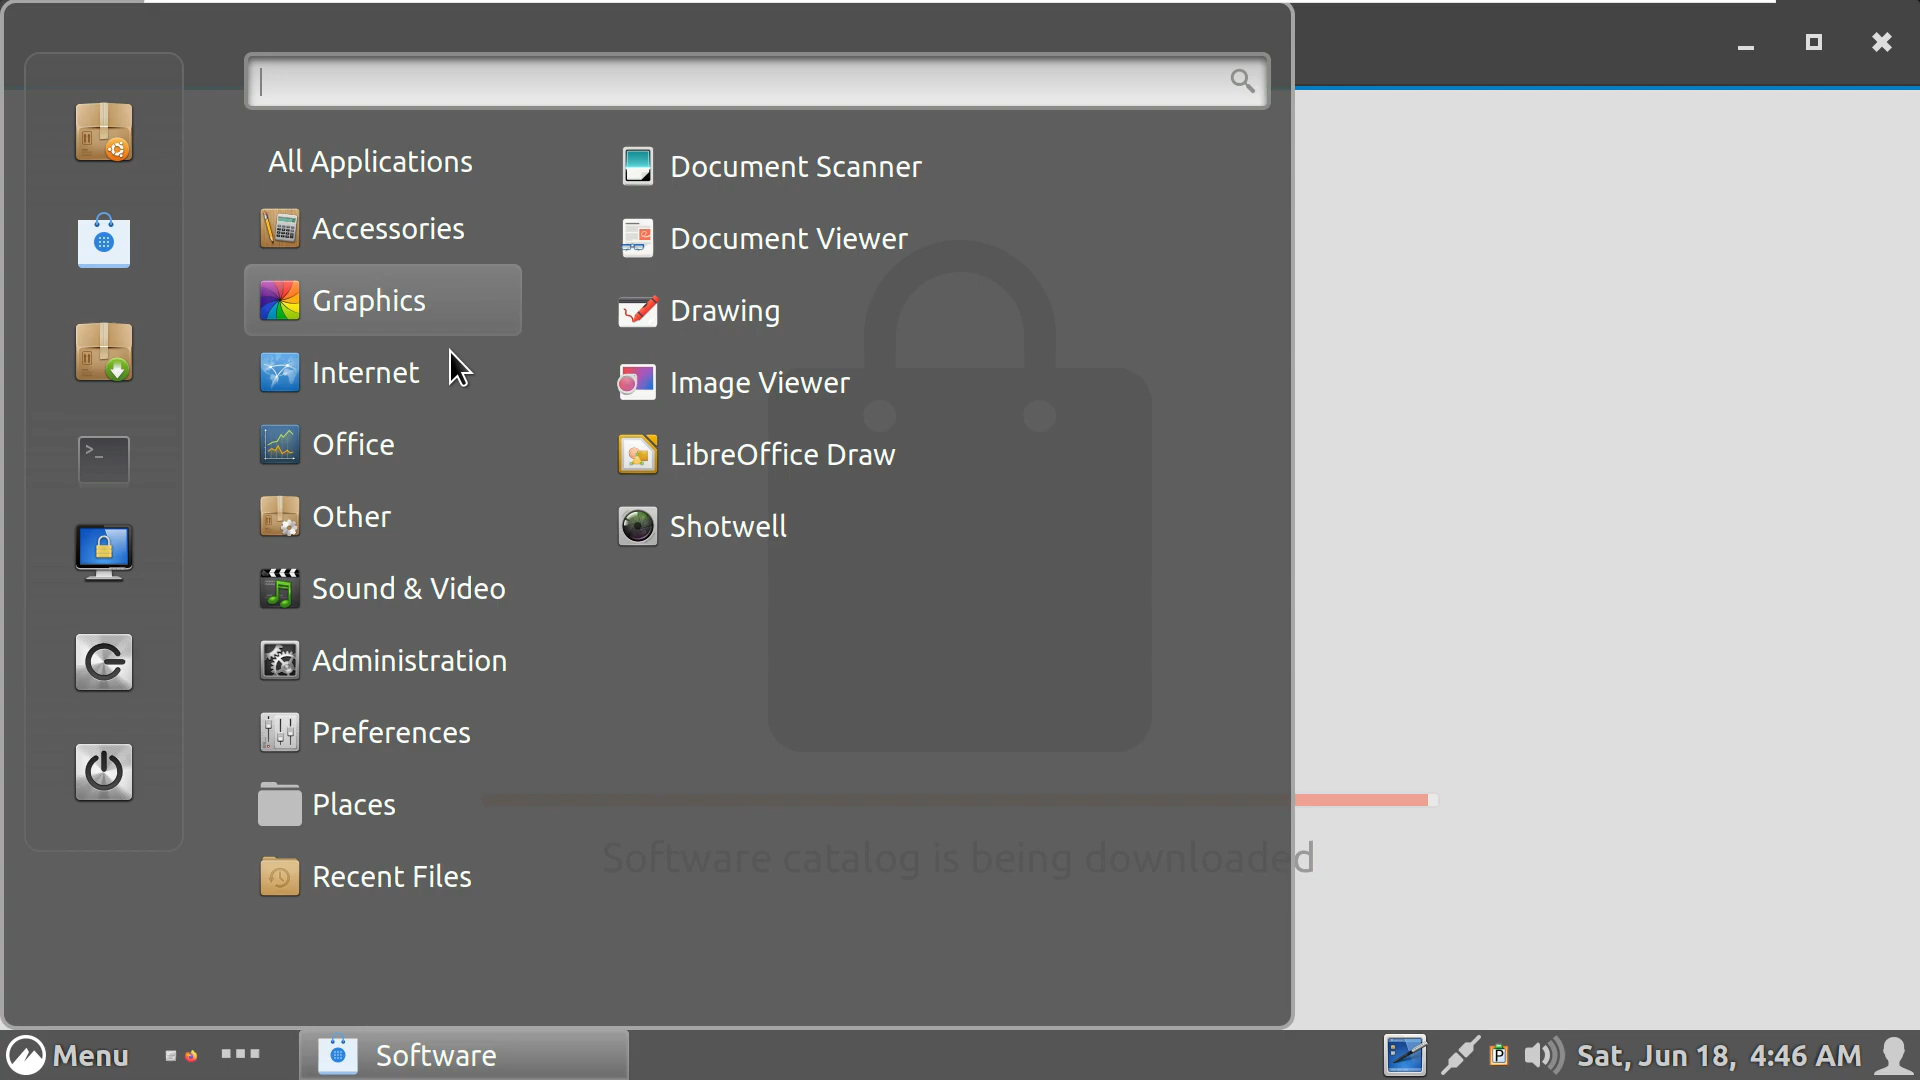 All Applications
Accessories
Graphics
Internet
Office
Other
Sound & Video
Administration
Preferences
Places
Recent Files
Document Scanner
Document Viewer
Drawing
Image Viewer
LibreOffice Draw
Shotwell
Software catalog is being downloaded
Menu
Software
Sat, Jun 18, 4:46 AM